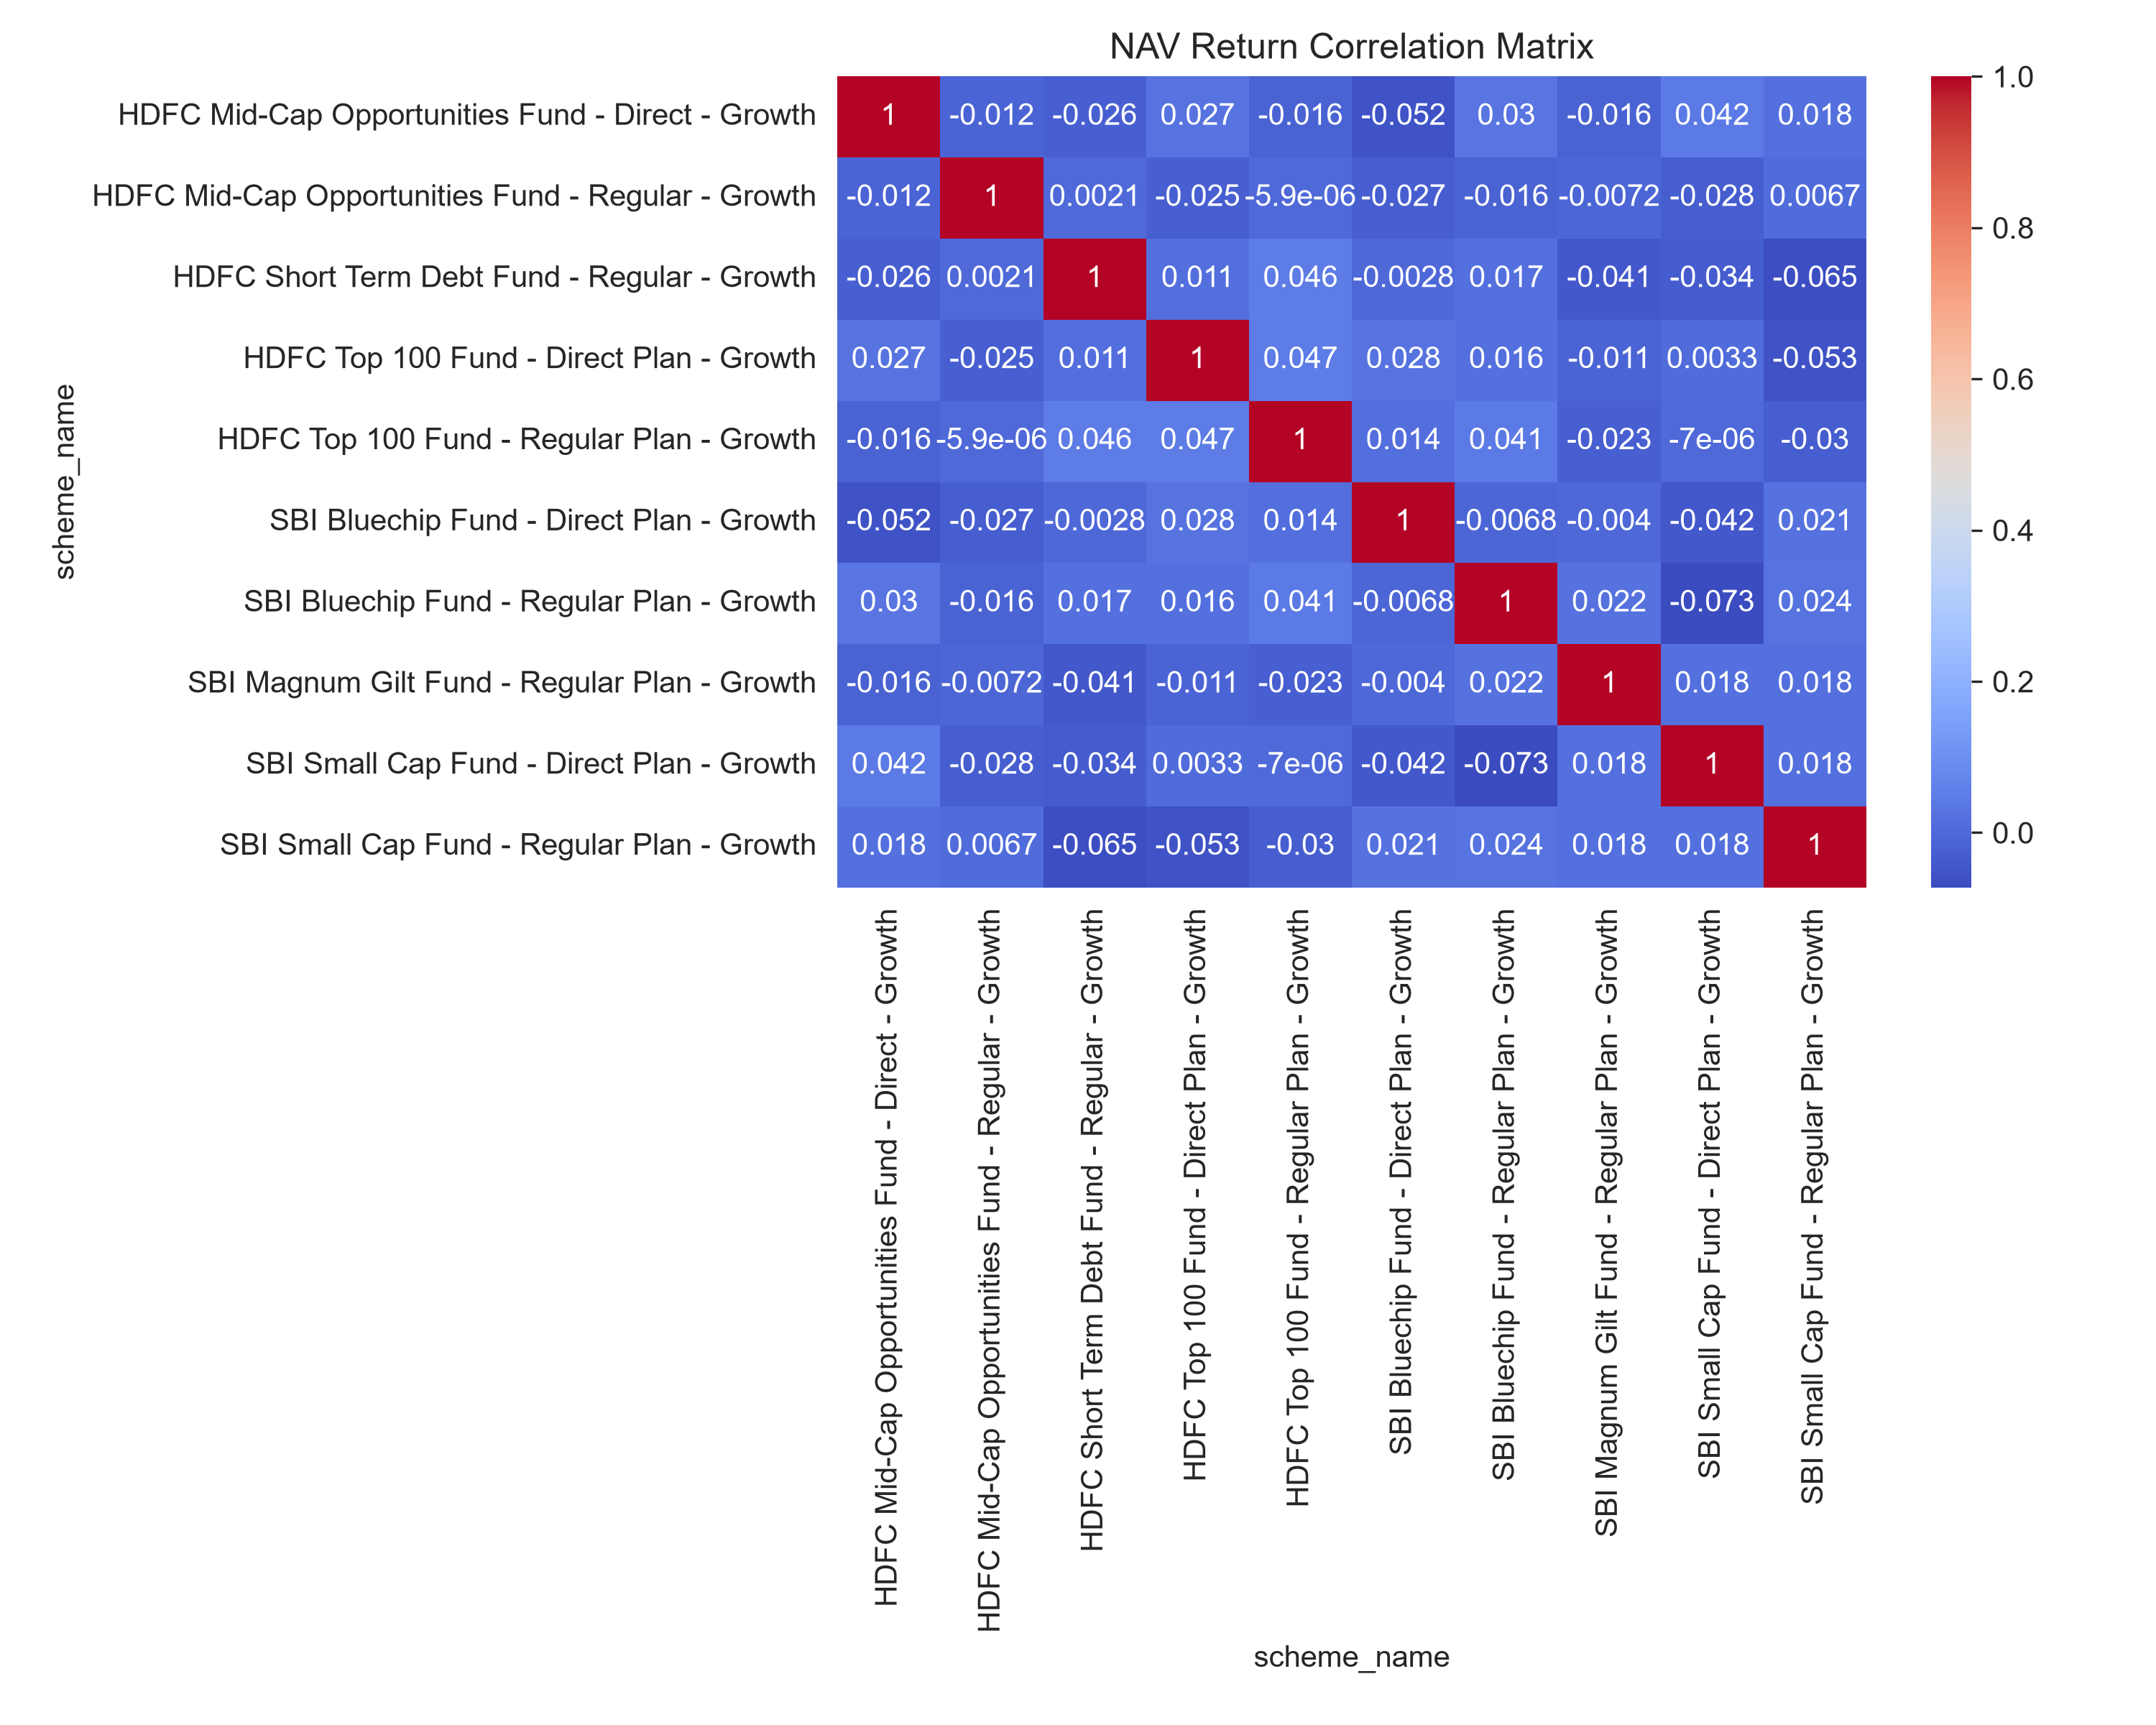 NAV Return Correlation Matrix
HDFC Mid-Cap Opportunities Fund - Direct - Growth 1 -0.012 -0.026 0.027 -0.016 -0.052 0.03 -0.016 0.042 0.018
HDFC Mid-Cap Opportunities Fund - Regular - Growth -0.012 1 0.0021 -0.025 -5.9e-06 -0.027 -0.016 -0.0072 -0.028 0.0067
HDFC Short Term Debt Fund - Regular - Growth -0.026 0.0021 1 0.011 0.046 -0.0028 0.017 -0.041 -0.034 -0.065
HDFC Top 100 Fund - Direct Plan - Growth 0.027 -0.025 0.011 1 0.047 0.028 0.016 -0.011 0.0033 -0.053
HDFC Top 100 Fund - Regular Plan - Growth -0.016 -5.9e-06 0.046 0.047 1 0.014 0.041 -0.023 -7e-06 -0.03
SBI Bluechip Fund - Direct Plan - Growth -0.052 -0.027 -0.0028 0.028 0.014 1 -0.0068 -0.004 -0.042 0.021
SBI Bluechip Fund - Regular Plan - Growth 0.03 -0.016 0.017 0.016 0.041 -0.0068 1 0.022 -0.073 0.024
SBI Magnum Gilt Fund - Regular Plan - Growth -0.016 -0.0072 -0.041 -0.011 -0.023 -0.004 0.022 1 0.018 0.018
SBI Small Cap Fund - Direct Plan - Growth 0.042 -0.028 -0.034 0.0033 -7e-06 -0.042 -0.073 0.018 1 0.018
SBI Small Cap Fund - Regular Plan - Growth 0.018 0.0067 -0.065 -0.053 -0.03 0.021 0.024 0.018 0.018 1
scheme_name
HDFC Mid-Cap Opportunities Fund - Direct - Growth
HDFC Mid-Cap Opportunities Fund - Regular - Growth
HDFC Short Term Debt Fund - Regular - Growth
HDFC Top 100 Fund - Direct Plan - Growth
HDFC Top 100 Fund - Regular Plan - Growth
SBI Bluechip Fund - Direct Plan - Growth
SBI Bluechip Fund - Regular Plan - Growth
SBI Magnum Gilt Fund - Regular Plan - Growth
SBI Small Cap Fund - Direct Plan - Growth
SBI Small Cap Fund - Regular Plan - Growth
scheme_name
1.0
0.8
0.6
0.4
0.2
0.0